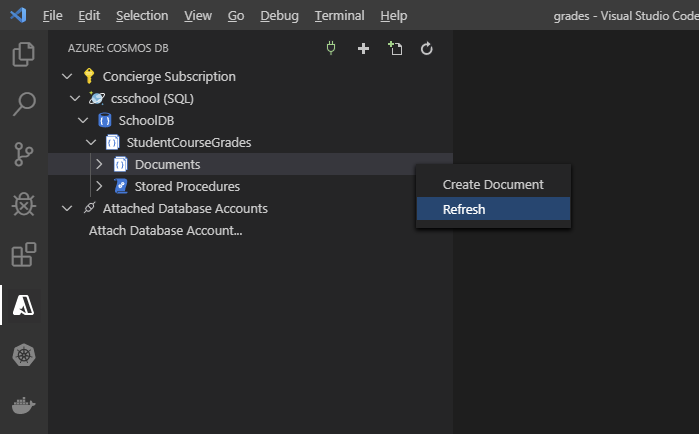 File Edit Selection View Go Debug Terminal Help grades - Visual Studio Code
AZURE: COSMOS DB
Concierge Subscription
csschool (SQL)
SchoolDB
StudentCourseGrades
Documents
Create Document
Stored Procedures
Refresh
Attached Database Accounts
Attach Database Account...